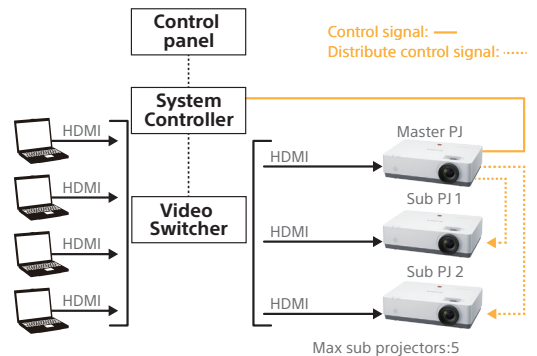 Control
panel
Control signal:
Distribute control signal:
System
Controller
HDMI
HDMI
Master PJ
HDMI
Sub PJ 1
Video
Switcher
HDMI
HDMI
Sub PJ 2
HDMI
HDMI
Max sub projectors:5